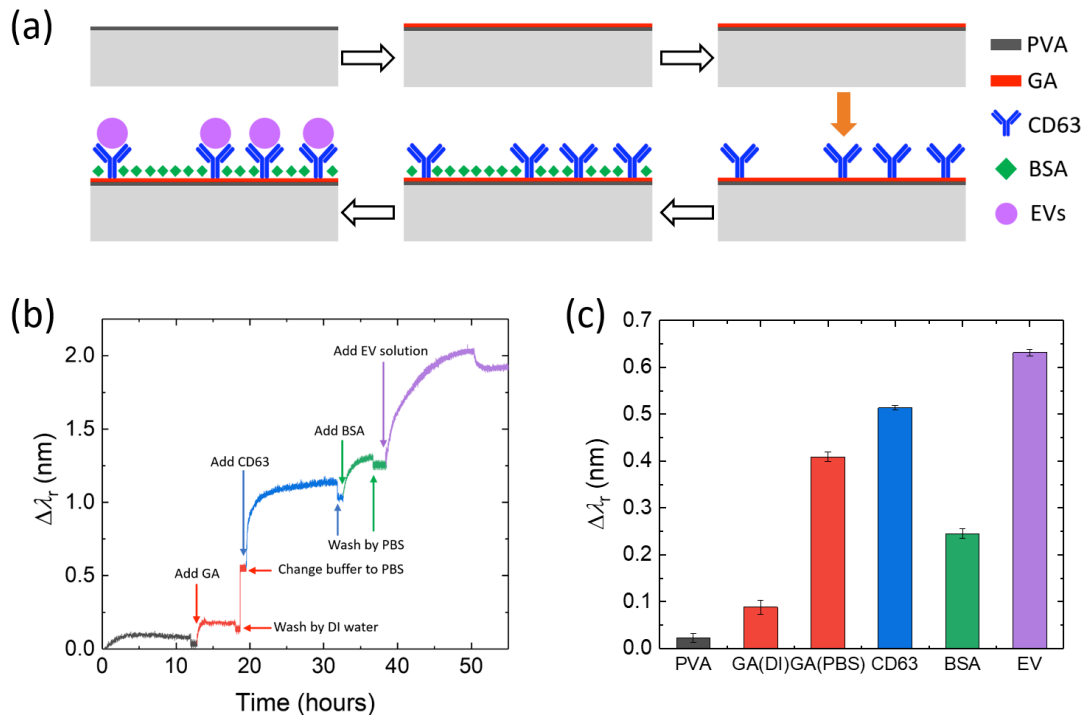 (a)
PVA
GA
CD63
BSA
EVs
(b)
2.0
1.5
1.0
0.5
0.0
Δλr (nm)
0 10 20 30 40 50
Time (hours)
Add EV solution
Add BSA
Add CD63
Wash by PBS
Add GA
Change buffer to PBS
Wash by DI water
(c)
0.7
0.6
0.5
0.4
0.3
0.2
0.1
0.0
Δλr (nm)
PVA GA(DI) GA(PBS) CD63 BSA EV